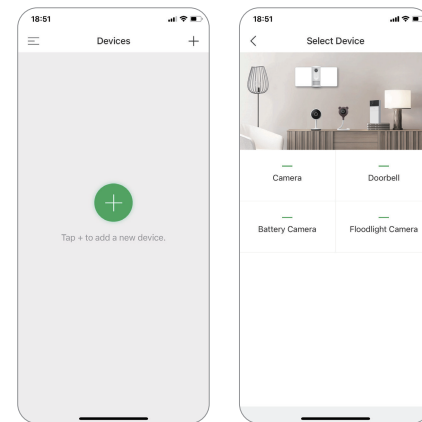 18:51
Devices
Tap + to add a new device.
18:51
Select Device
Camera
Doorbell
Battery Camera
Floodlight Camera